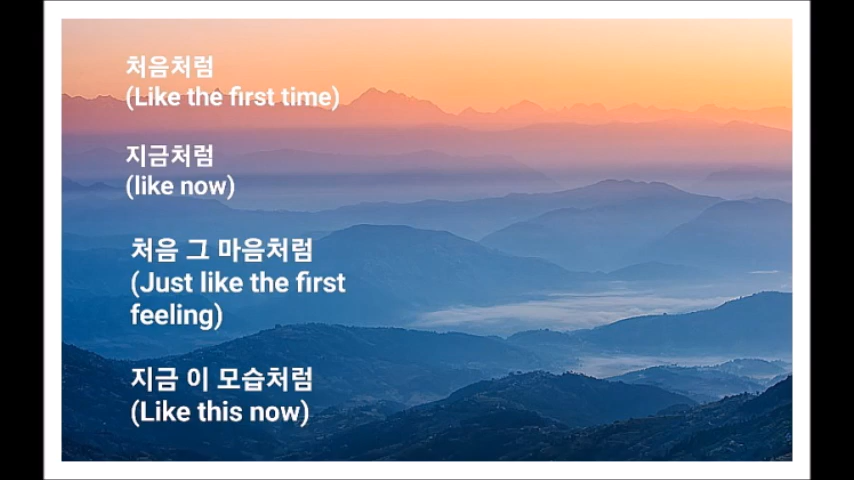 처음처럼
(Like the first time)
지금처럼
(like now)
처음 그 마음처럼
(Just like the first
feeling)
지금 이 모습처럼
(Like this now)